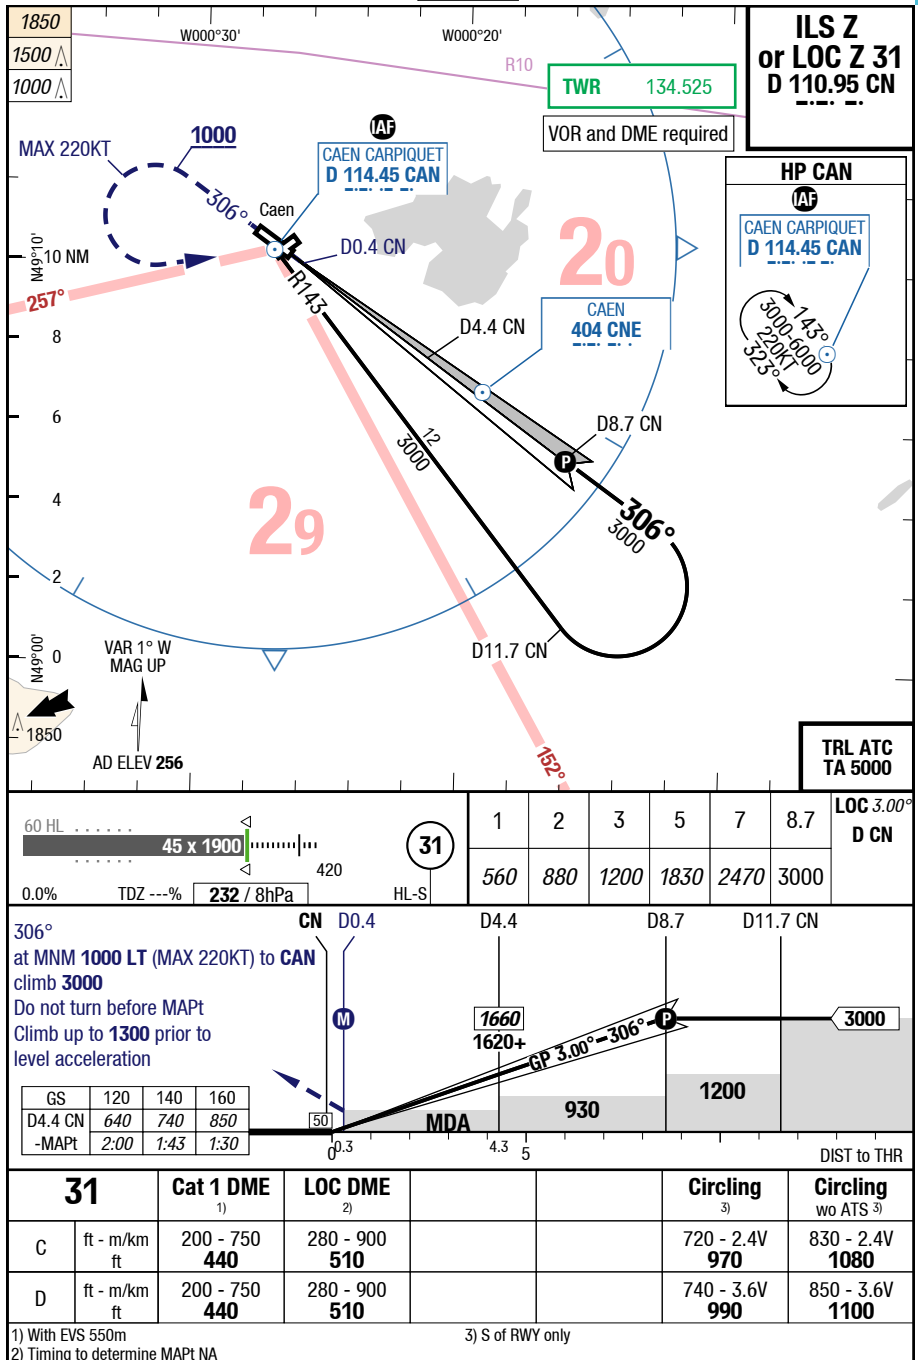 1850
1500
1000
W000°30'
W000°20'
R10
ILS Z
or LOC Z 31
D 110.95 CN
TWR 134.525
VOR and DME required
MAX 220KT
1000
306°
IAF
CAEN CARPIQUET
D 114.45 CAN
Caen
D0.4 CN
HP CAN
IAF
CAEN CARPIQUET
D 114.45 CAN
143°
3000-6000
220KT
323°
N49°10'
10 NM
257°
R143
20
D4.4 CN
CAEN
404 CNE
8
6
D8.7 CN
P
12
3000
4
29
306°
3000
2
D11.7 CN
N49°00'
0
VAR 1° W
MAG UP
1850
AD ELEV 256
152°
TRL ATC
TA 5000
60 HL
45 x 1900
420
0.0%
TDZ ---%
232 / 8hPa
HL-S
31
1 2 3 5 7 8.7
LOC 3.00°
D CN
560 880 1200 1830 2470 3000
CN D0.4 D4.4 D8.7 D11.7 CN
306°
at MNM 1000 LT (MAX 220KT) to CAN
climb 3000
Do not turn before MAPt
Climb up to 1300 prior to
level acceleration
M
1660
1620+
GP 3.00°-306°
P
3000
GS 120 140 160
D4.4 CN 640 740 850
-MAPt 2:00 1:43 1:30
50
MDA
930
1200
0 0.3 4.3 5
DIST to THR
31
Cat 1 DME
1)
LOC DME
2)
Circling
3)
Circling
wo ATS 3)
C ft - m/km 200 - 750 280 - 900 720 - 2.4V 830 - 2.4V
ft 440 510 970 1080
D ft - m/km 200 - 750 280 - 900 740 - 3.6V 850 - 3.6V
ft 440 510 990 1100
1) With EVS 550m
3) S of RWY only
2) Timing to determine MAPt NA